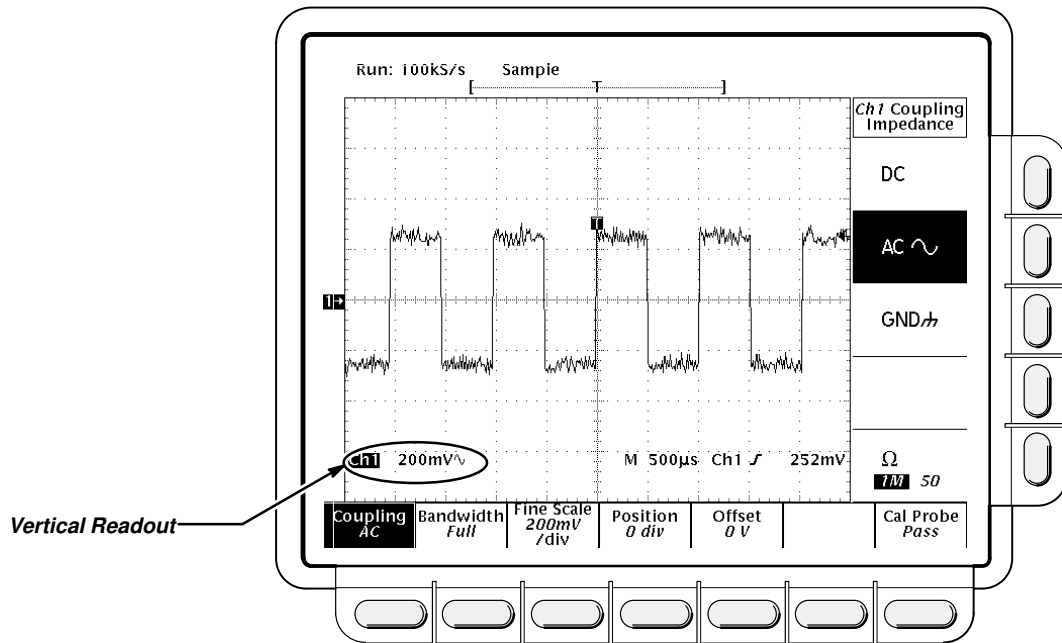 Run: 100kS/s Sample
[ T ]
Ch1 Coupling
Impedance
DC
AC
T
1
GND
Ch1 200mV M 500µs Ch1 252mV
Ω
1M 50
Vertical Readout
Coupling
AC
Bandwidth
Full
Fine Scale
200mV
/div
Position
0 div
Offset
0 V
Cal Probe
Pass